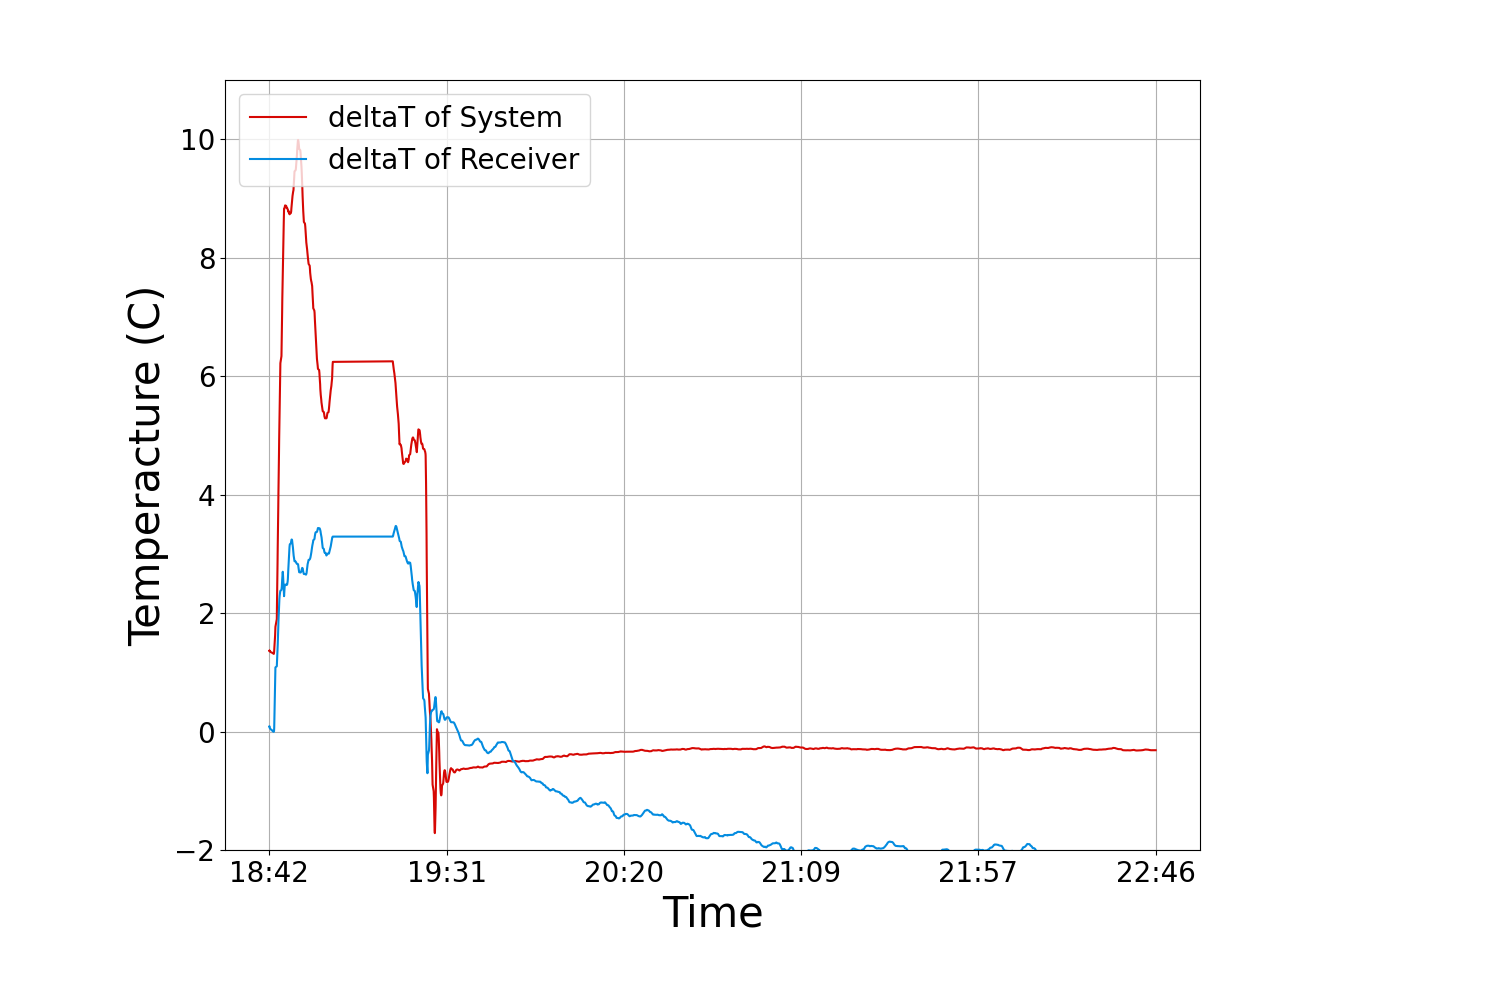 deltaT of System
deltaT of Receiver
10
8
6
4
2
0
−2
Temperacture (C)
18:42 19:31 20:20 21:09 21:57 22:46
Time